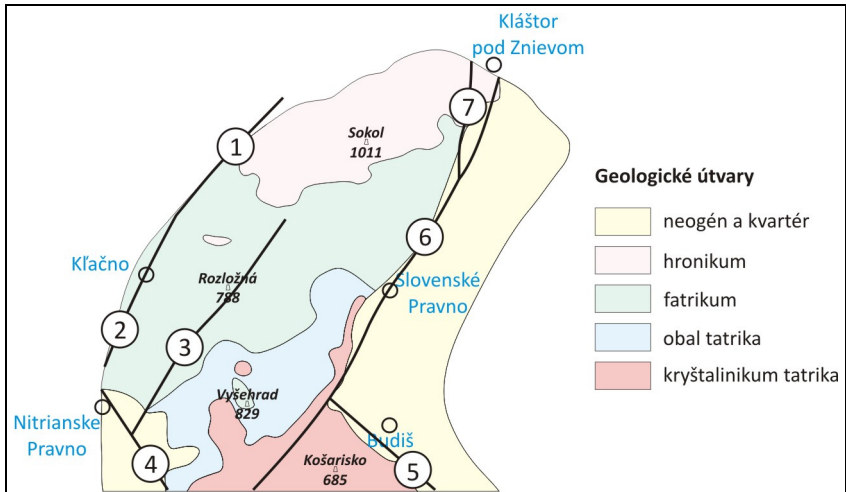 Kláštor
pod Znievom
7
1
Sokol
1011
Geologické útvary
neogén a kvartér
6
hronikum
Kľačno
Rozložná
788
Slovenské
Pravno
fatrikum
2
3
obal tatrika
kryštalinikum tatrika
Vyšehrad
829
Nitrianske
Pravno
Budiš
4
Košarisko
685
5